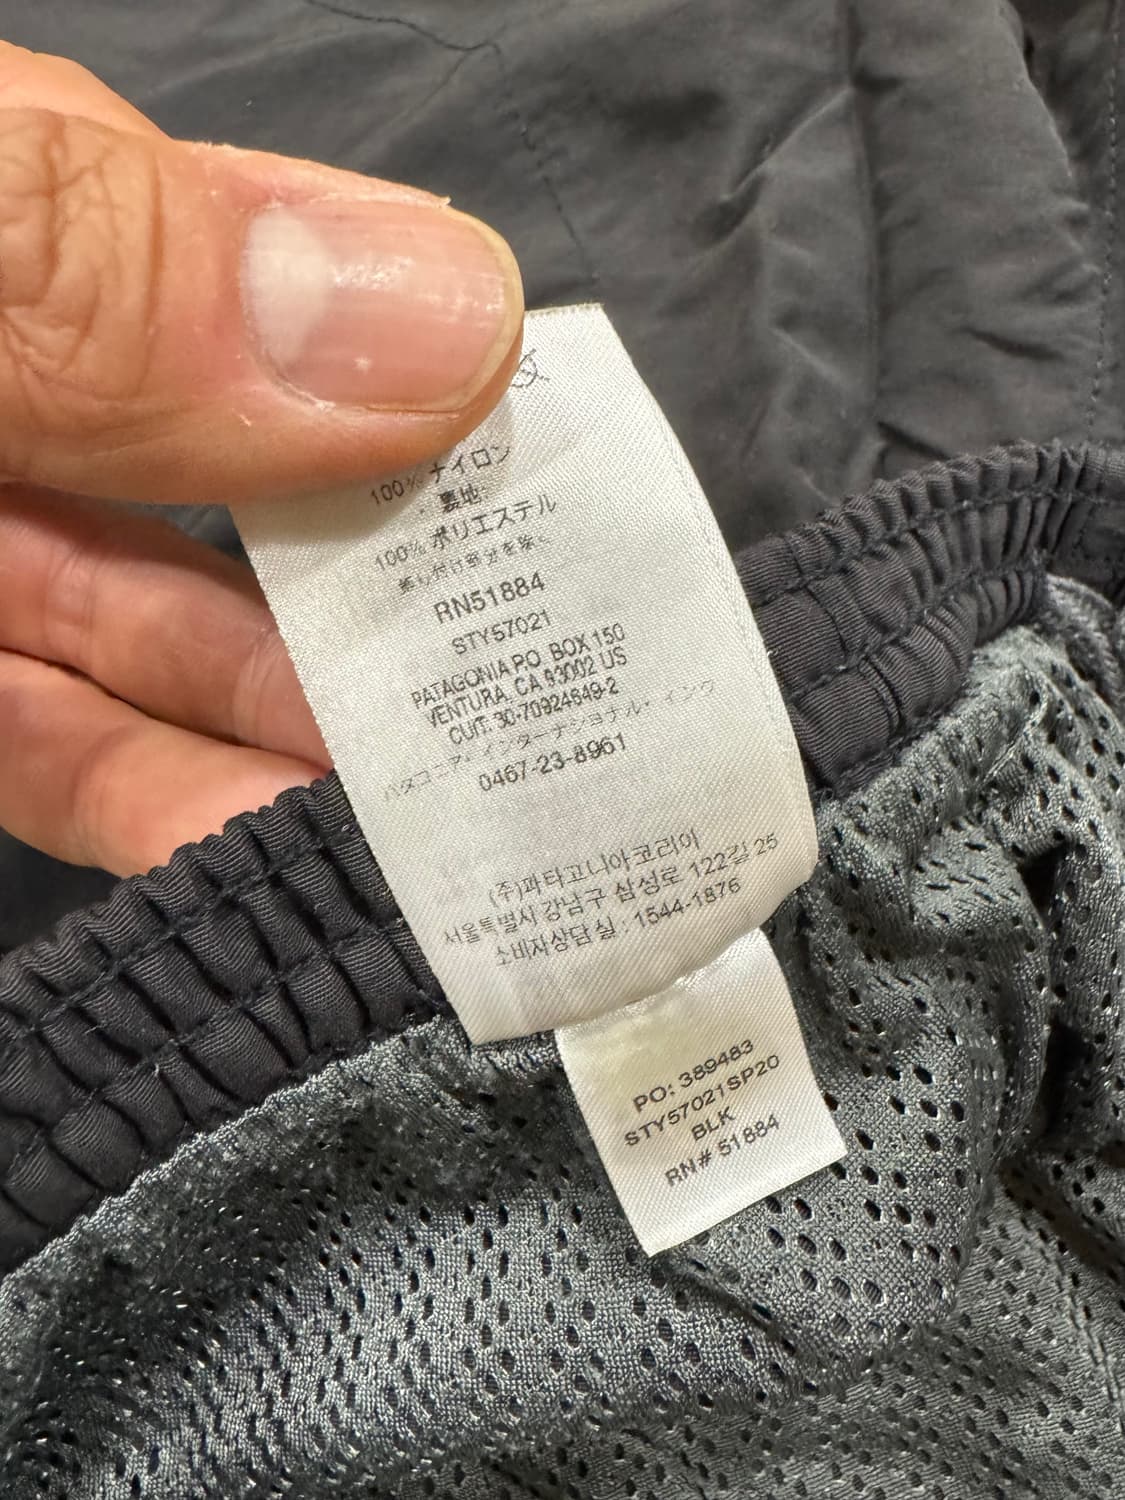 100% ナイロン
裏地:
100% ポリエステル
RN51884
STY57021
PATAGONIA P.O. BOX 150
VENTURA, CA 93002 US
CUIT: 30-70924649-2
パタゴニア・インターナショナル・インク
0467-23-8961
(주)파타고니아코리아
서울특별시 강남구 삼성로 122길 25
소비자상담실 : 1544-1876
PO: 389483
STY57021SP20
BLK
RN# 51884